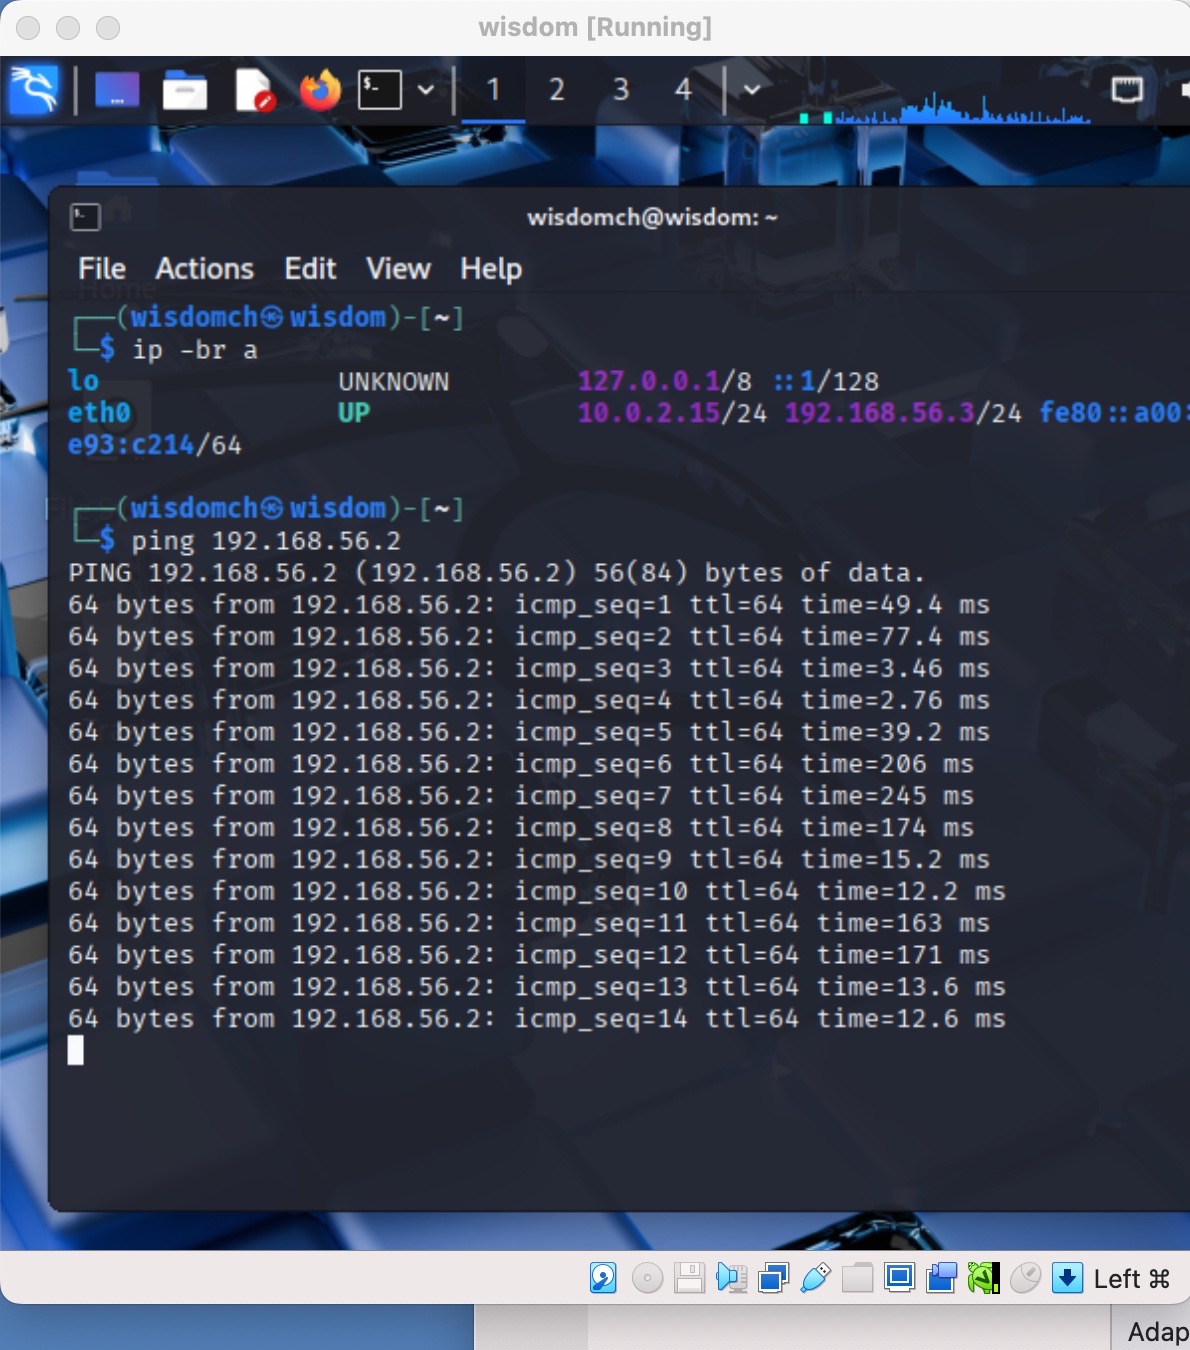 wisdom [Running]
1 2 3 4
wisdomch@wisdom: ~
File Actions Edit View Help
Home
┌──(wisdomch㉿wisdom)-[~]
└─$ ip -br a
lo UNKNOWN 127.0.0.1/8 ::1/128
eth0 UP 10.0.2.15/24 192.168.56.3/24 fe80::a00:
e93:c214/64
┌──(wisdomch㉿wisdom)-[~]
└─$ ping 192.168.56.2
PING 192.168.56.2 (192.168.56.2) 56(84) bytes of data.
64 bytes from 192.168.56.2: icmp_seq=1 ttl=64 time=49.4 ms
64 bytes from 192.168.56.2: icmp_seq=2 ttl=64 time=77.4 ms
64 bytes from 192.168.56.2: icmp_seq=3 ttl=64 time=3.46 ms
64 bytes from 192.168.56.2: icmp_seq=4 ttl=64 time=2.76 ms
64 bytes from 192.168.56.2: icmp_seq=5 ttl=64 time=39.2 ms
64 bytes from 192.168.56.2: icmp_seq=6 ttl=64 time=206 ms
64 bytes from 192.168.56.2: icmp_seq=7 ttl=64 time=245 ms
64 bytes from 192.168.56.2: icmp_seq=8 ttl=64 time=174 ms
64 bytes from 192.168.56.2: icmp_seq=9 ttl=64 time=15.2 ms
64 bytes from 192.168.56.2: icmp_seq=10 ttl=64 time=12.2 ms
64 bytes from 192.168.56.2: icmp_seq=11 ttl=64 time=163 ms
64 bytes from 192.168.56.2: icmp_seq=12 ttl=64 time=171 ms
64 bytes from 192.168.56.2: icmp_seq=13 ttl=64 time=13.6 ms
64 bytes from 192.168.56.2: icmp_seq=14 ttl=64 time=12.6 ms
Left ⌘
Adap